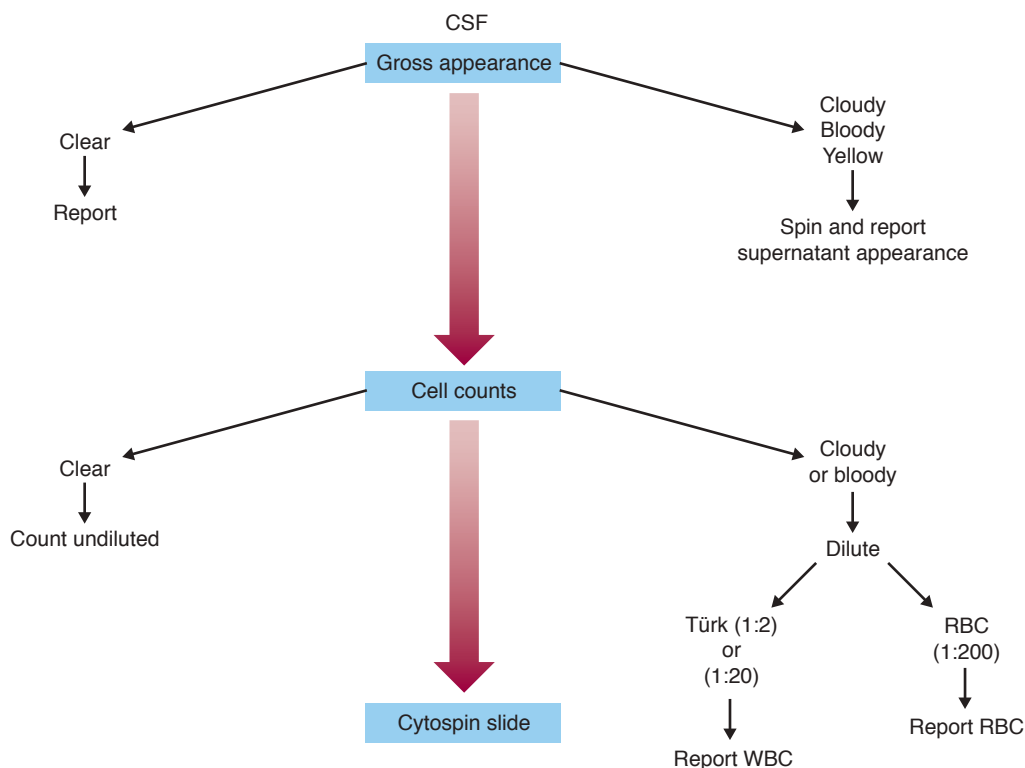 CSF
Gross appearance
Clear
Report
Cloudy
Bloody
Yellow
Spin and report
supernatant appearance
Cell counts
Clear
Count undiluted
Cloudy
or bloody
Dilute
Türk (1:2)
or
(1:20)
Report WBC
RBC
(1:200)
Report RBC
Cytospin slide